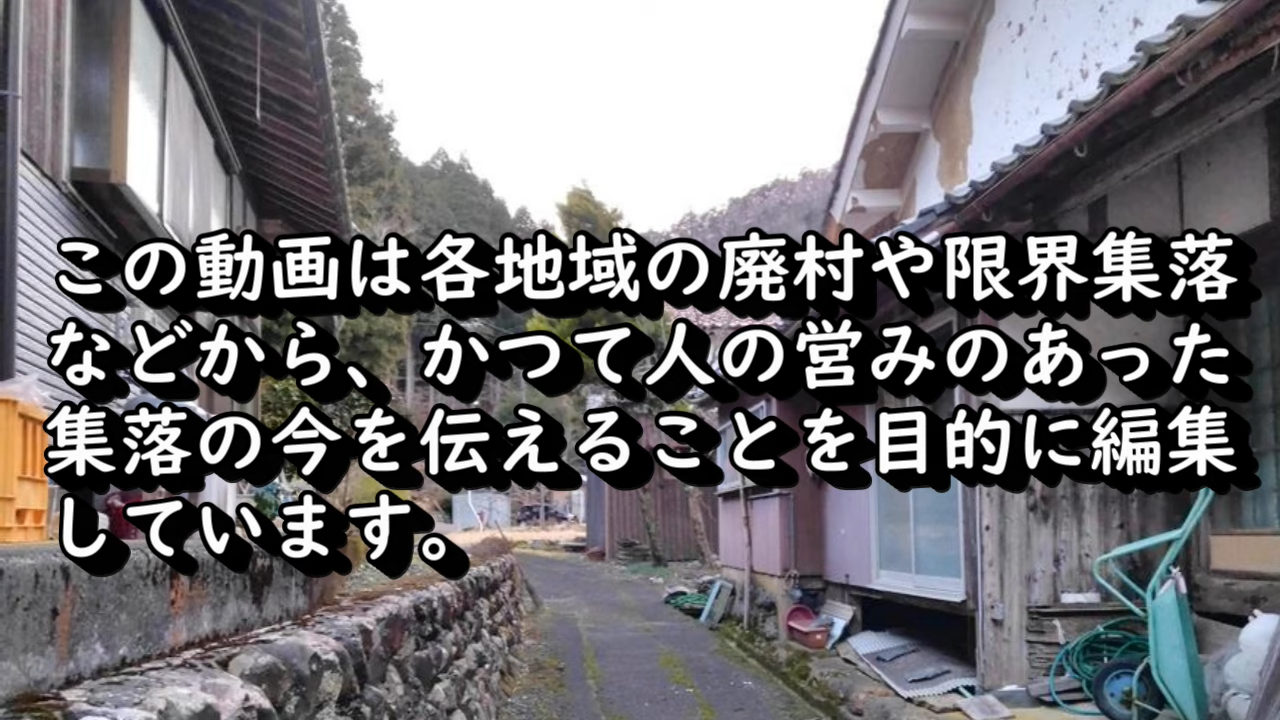 この動画は各地域の廃村や限界集落
などから、かつて人の営みのあった
集落の今を伝えることを目的に編集
しています。